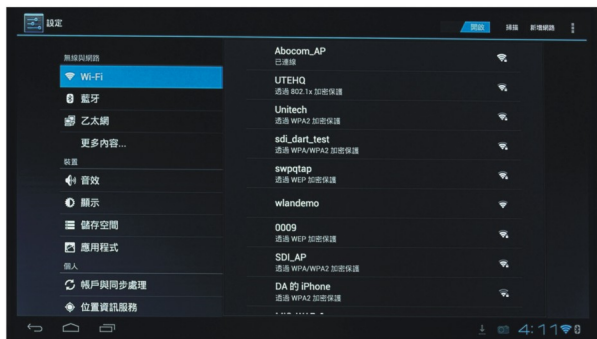 設定
開啟
掃描
新增網路
無線與網路
Wi-Fi
藍牙
乙太網
更多內容...
裝置
音效
顯示
儲存空間
應用程式
個人
帳戶與同步處理
位置資訊服務
Abocom_AP
已連線
UTEHQ
透過 802.1x 加密保護
Unitech
透過 WPA2 加密保護
sdi_dart_test
透過 WPA/WPA2 加密保護
swpqtap
透過 WEP 加密保護
wlandemo
0009
透過 WEP 加密保護
SDI_AP
透過 WPA/WPA2 加密保護
DA 的 iPhone
透過 WPA2 加密保護
4:11